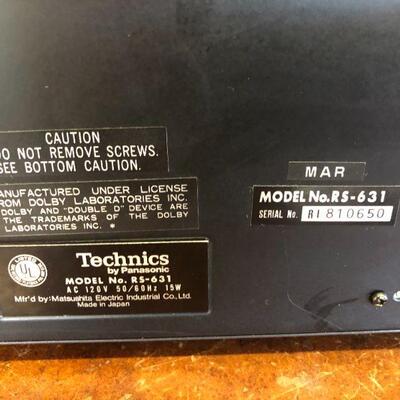 CAUTION
DO NOT REMOVE SCREWS.
SEE BOTTOM CAUTION.
MANUFACTURED UNDER LICENSE
FROM DOLBY LABORATORIES INC.
DOLBY AND "DOUBLE D" DEVICE ARE
THE TRADEMARKS OF THE DOLBY
LABORATORIES INC. *
MAR
MODEL No. RS-631
SERIAL No. RI 810650
UL
Technics
by Panasonic
MODEL No. RS-631
AC 120V 50/60Hz 15W
Mfr'd by: Matsushita Electric Industrial Co., Ltd.
Made in Japan